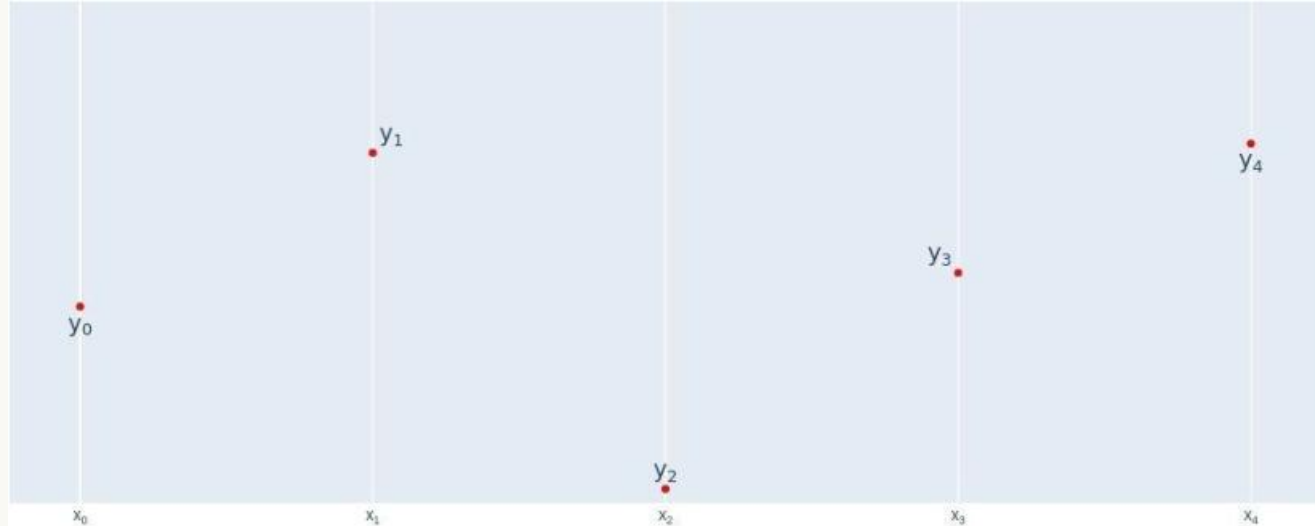 y₁
y₄
y₃
y₀
y₂
x₀ x₁ x₂ x₃ x₄